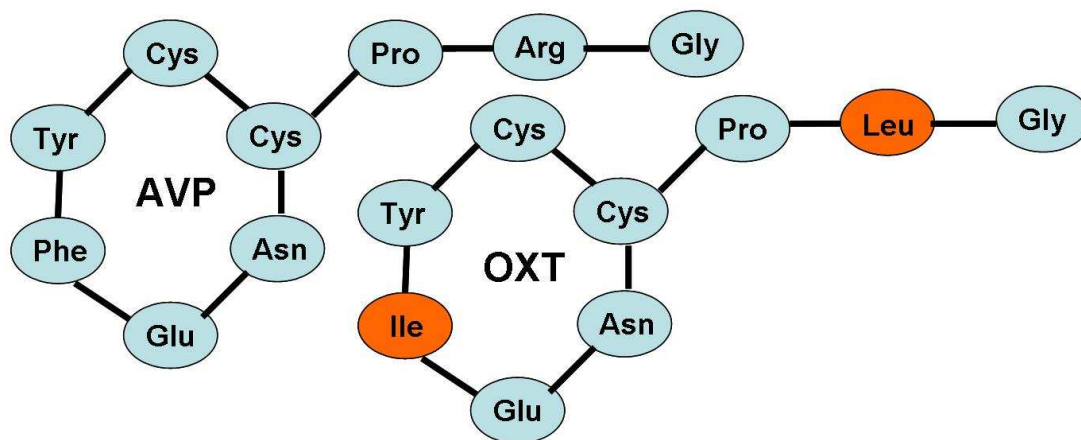 Cys
Pro
Arg
Gly
Tyr
Cys
AVP
Phe
Asn
Glu
Cys
Pro
Leu
Gly
Tyr
Cys
OXT
Ile
Asn
Glu